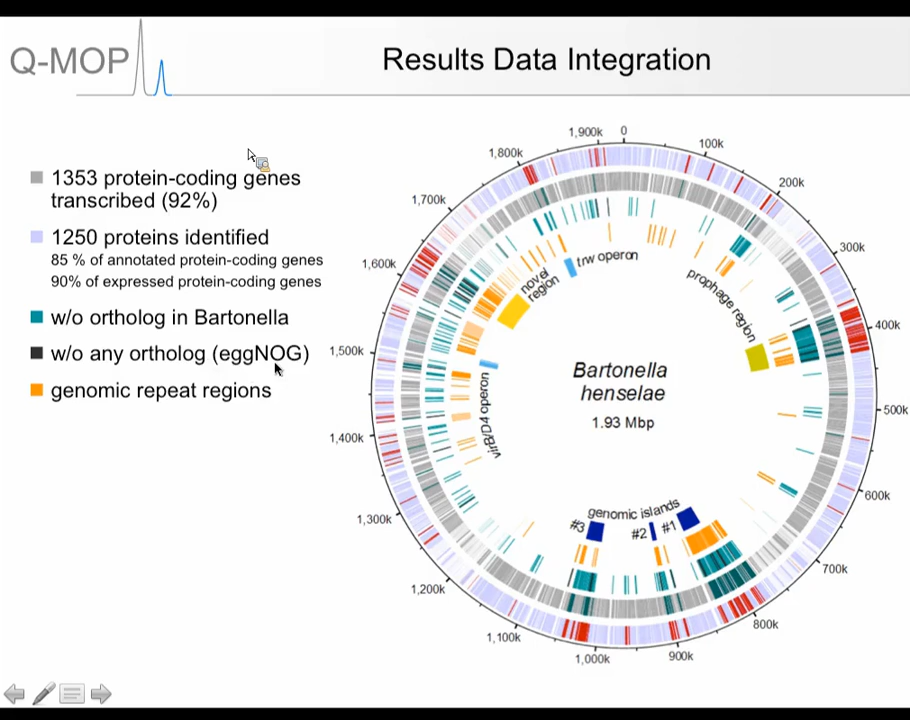 Q-MOP
Results Data Integration
1353 protein-coding genes
transcribed (92%)
1250 proteins identified
85 % of annotated protein-coding genes
90% of expressed protein-coding genes
w/o ortholog in Bartonella
w/o any ortholog (eggNOG)
genomic repeat regions
0
100k
200k
300k
400k
500k
600k
700k
800k
900k
1,000k
1,100k
1,200k
1,300k
1,400k
1,500k
1,600k
1,700k
1,800k
1,900k
trw operon
novel
region
prophage region
virB/D4 operon
genomic islands
#3
#2
#1
Bartonella
henselae
1.93 Mbp